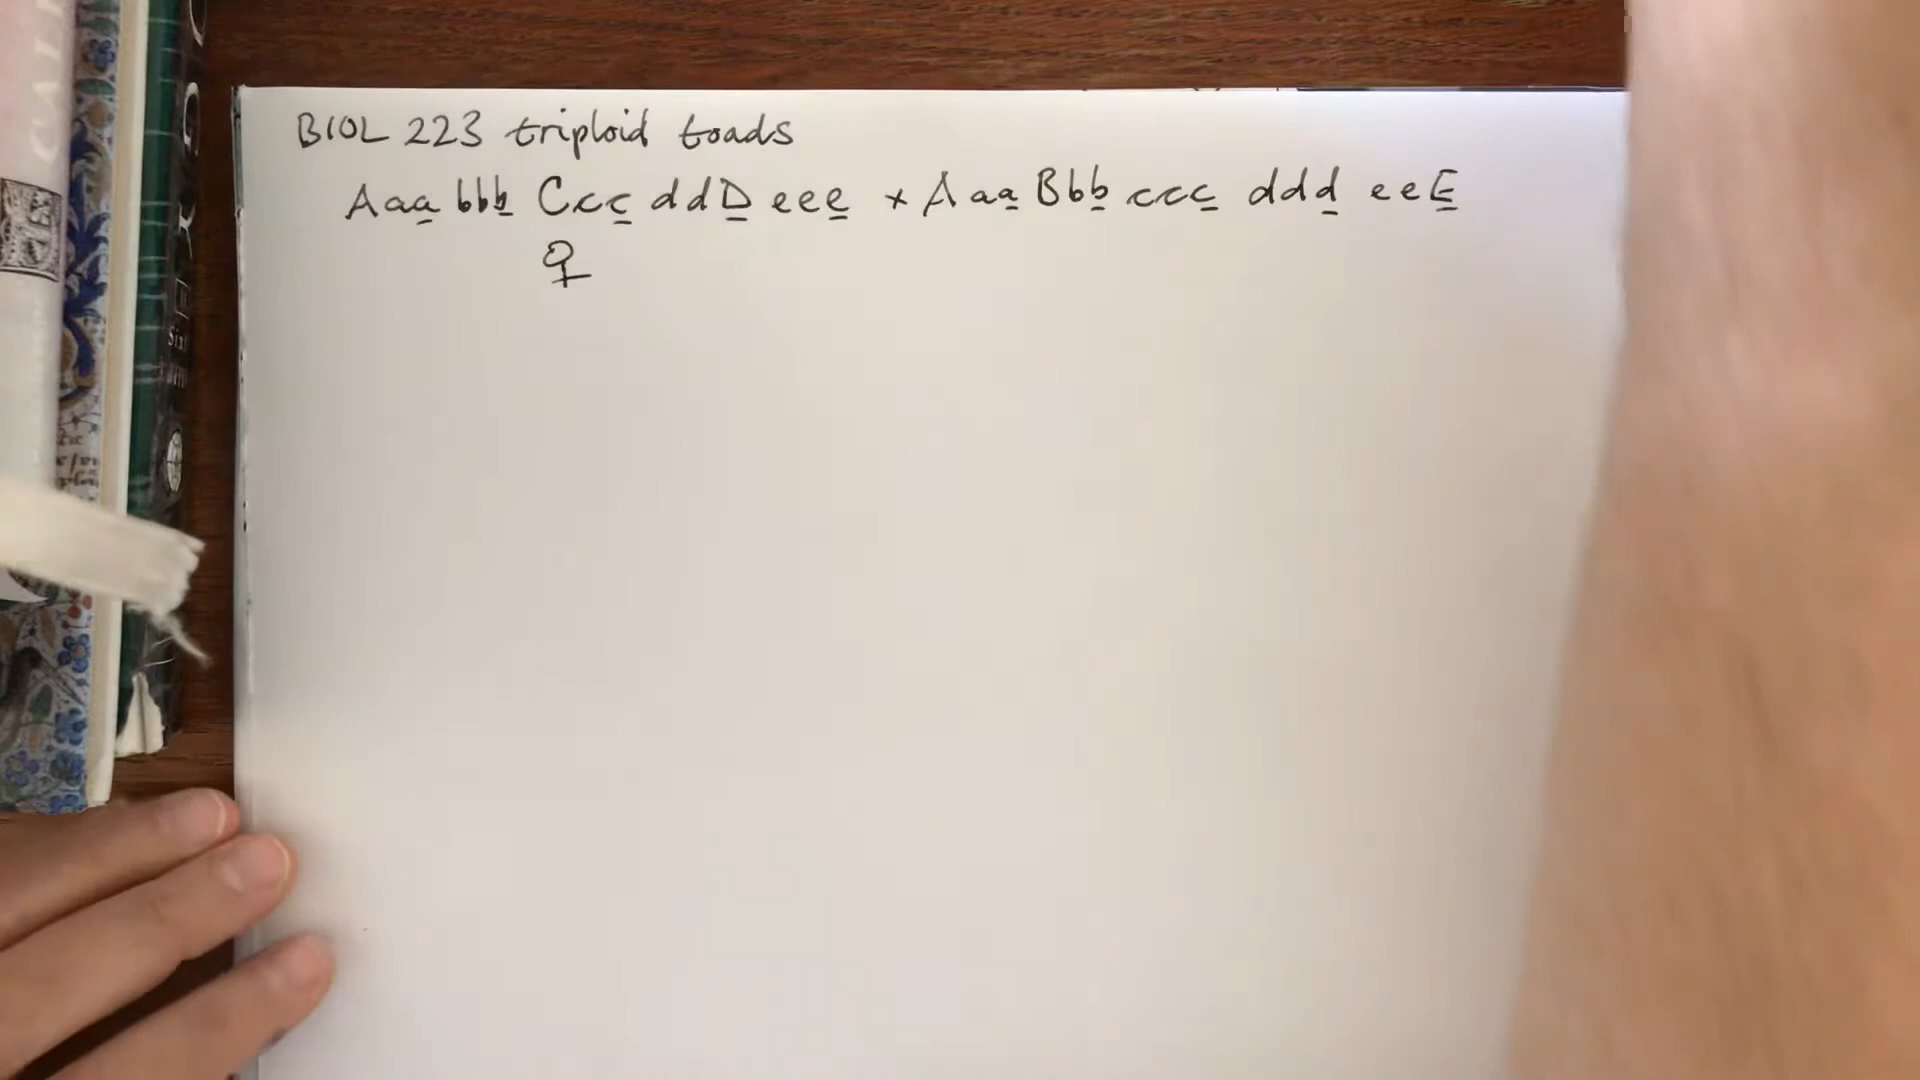 BIOL 223 triploid toads
Aaa bbb Ccc ddD eee × Aaa Bbb ccc ddd eeE
♀